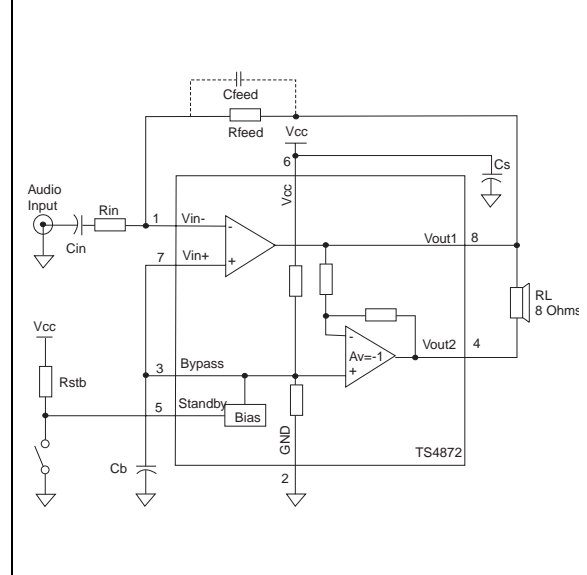 Cfeed
Rfeed
Vcc
6
Cs
Vcc
Audio
Input
Rin
1
Vin-
-
Cin
Vout1
8
7
Vin+
+
RL
8 Ohms
Vcc
-
Vout2
4
Av=-1
3
Bypass
+
Rstb
5
Standby
Bias
GND
TS4872
Cb
2